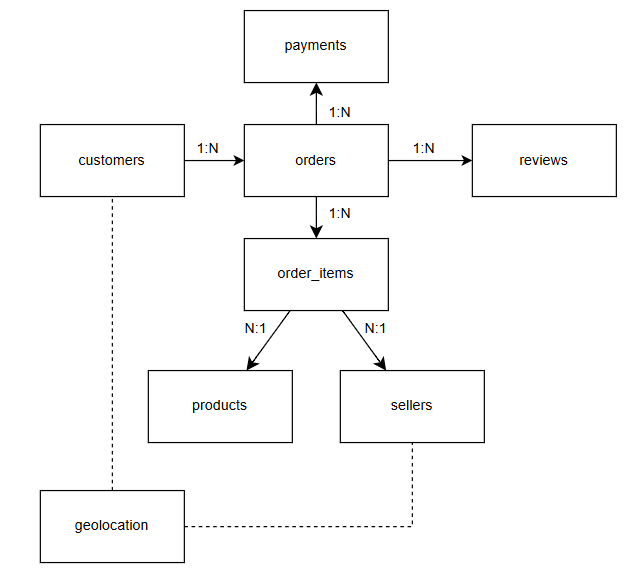 payments
1:N
customers
1:N
orders
1:N
reviews
1:N
order_items
N:1
N:1
products
sellers
geolocation